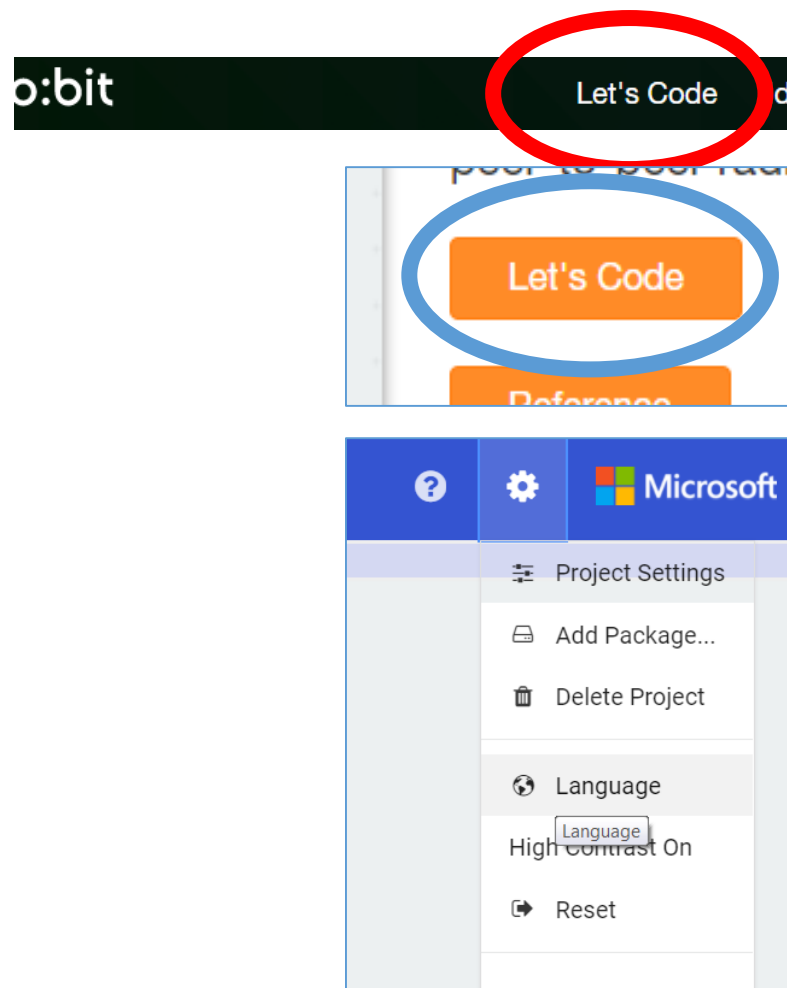 o:bit
Let's Code
Let's Code
Microsoft
Project Settings
Add Package...
Delete Project
Language
Language
High Contrast On
Reset